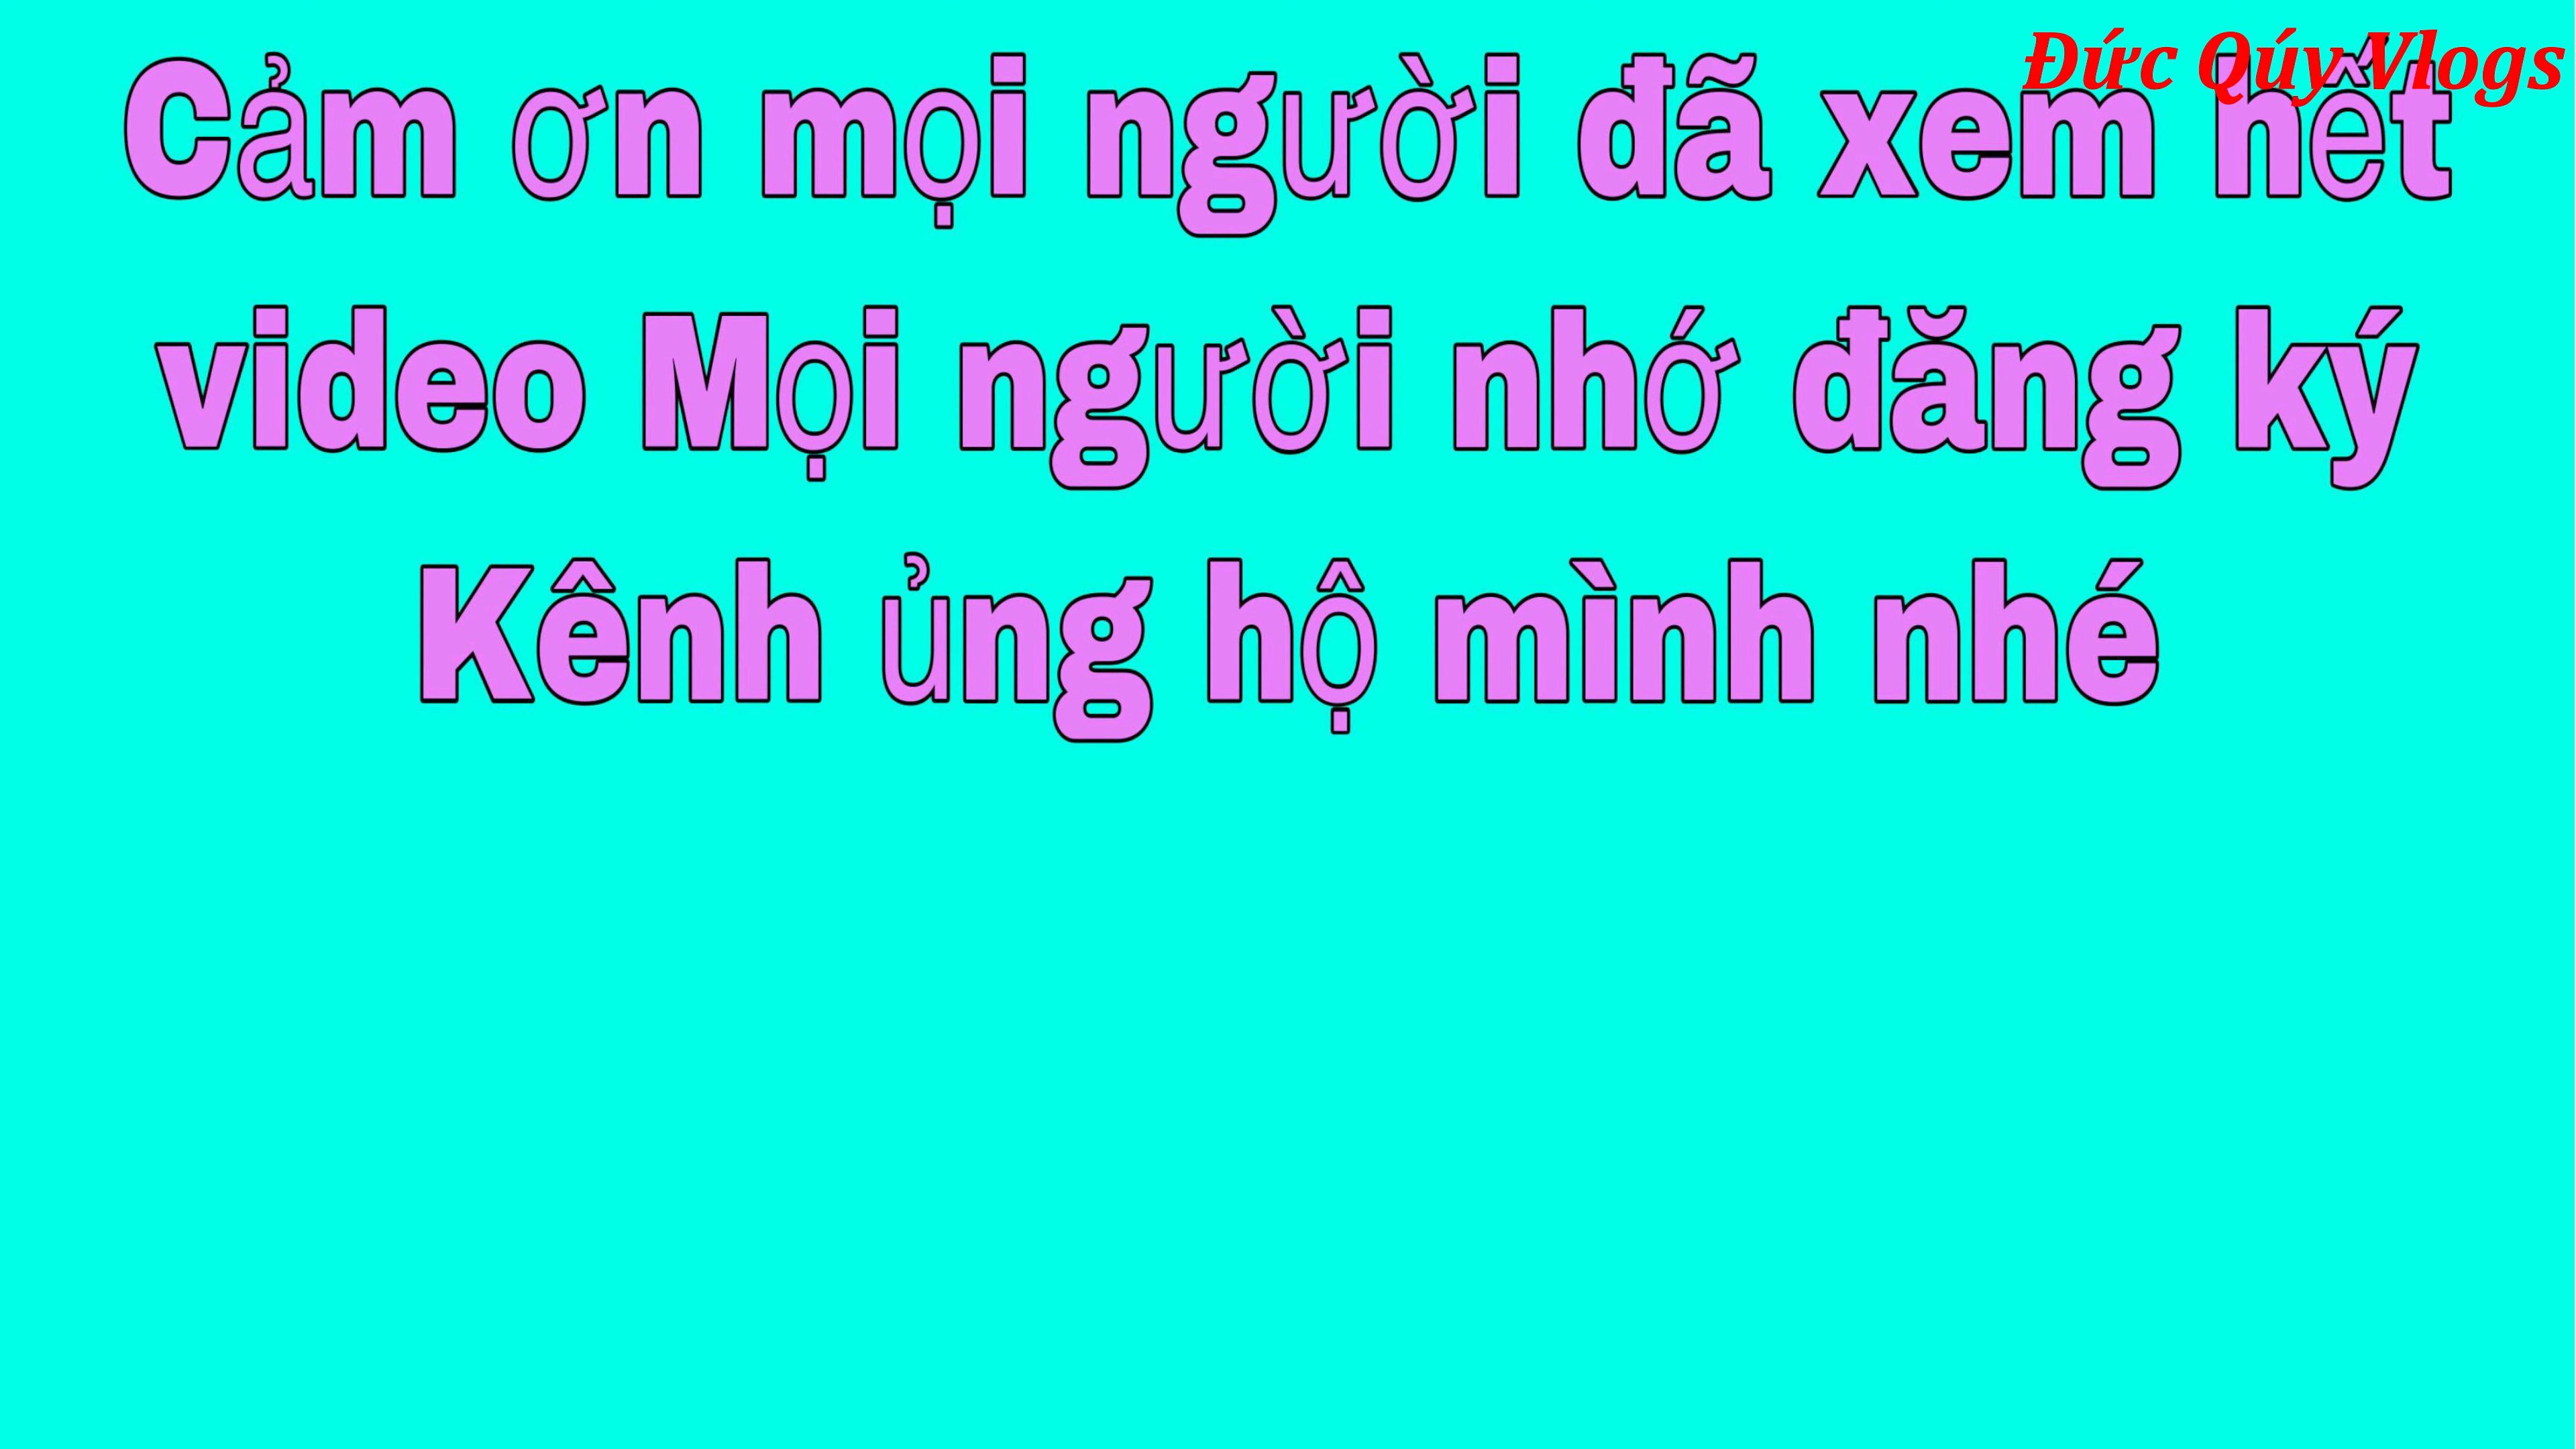 Đức Qúy Vlogs
Cảm ơn mọi người đã xem hết
video Mọi người nhớ đăng ký
Kênh ủng hộ mình nhé